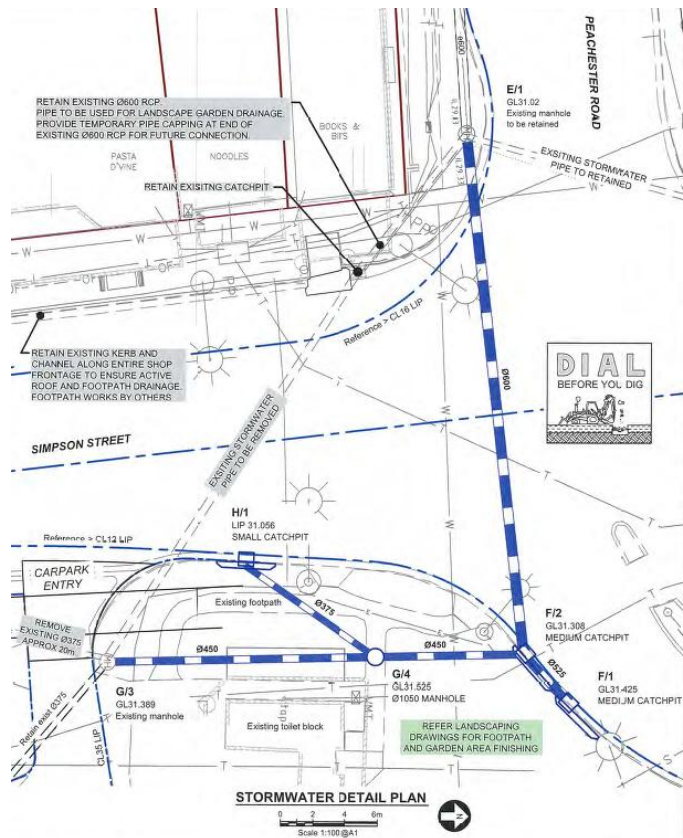 PEACHESTER ROAD
E/1
GL31.02
Existing manhole
to be retained
Ø600
IL 29.33
RETAIN EXISTING Ø600 RCP.
PIPE TO BE USED FOR LANDSCAPE GARDEN DRAINAGE
PROVIDE TEMPORARY PIPE CAPPING AT END OF
EXISTING Ø600 RCP FOR FUTURE CONNECTION.
BOOKS &
BITS
PASTA
D'VINE
NOODLES
RETAIN EXISITNG CATCHPIT
EXSITING STORMWATER
PIPE TO RETAINED
Reference > CL16 LIP
RETAIN EXISTING KERB AND
CHANNEL ALONG ENTIRE SHOP
FRONTAGE TO ENSURE ACTIVE
ROOF AND FOOTPATH DRAINAGE.
FOOTPATH WORKS BY OTHERS
Ø600
DIAL
BEFORE YOU DIG
SIMPSON STREET
EXSITING STORMWATER
PIPE TO BE REMOVED
H/1
LIP 31.056
SMALL CATCHPIT
Reference > CL12 LIP
CARPARK
ENTRY
Existing footpath
Ø375
F/2
GL31.308
MEDIUM CATCHPIT
REMOVE
EXISTING Ø375
APPROX 20m
Ø450
Ø450
Ø525
F/1
GL31.425
MEDIUM CATCHPIT
G/3
GL31.389
Existing manhole
G/4
GL31.525
Ø1050 MANHOLE
Retain exist Ø375
CL35 LIP
Existing toilet block
REFER LANDSCAPING
DRAWINGS FOR FOOTPATH
AND GARDEN AREA FINISHING
STORMWATER DETAIL PLAN
0 2 4 6m
Scale 1:100 @A1
N